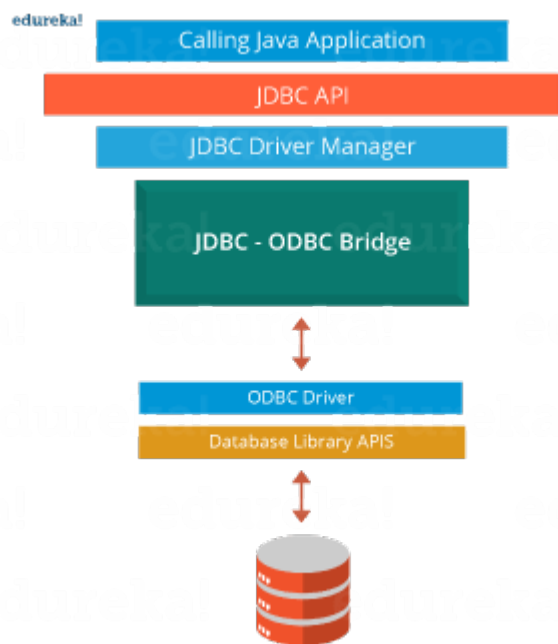 edureka!
Calling Java Application
JDBC API
JDBC Driver Manager
JDBC - ODBC Bridge
ODBC Driver
Database Library APIS